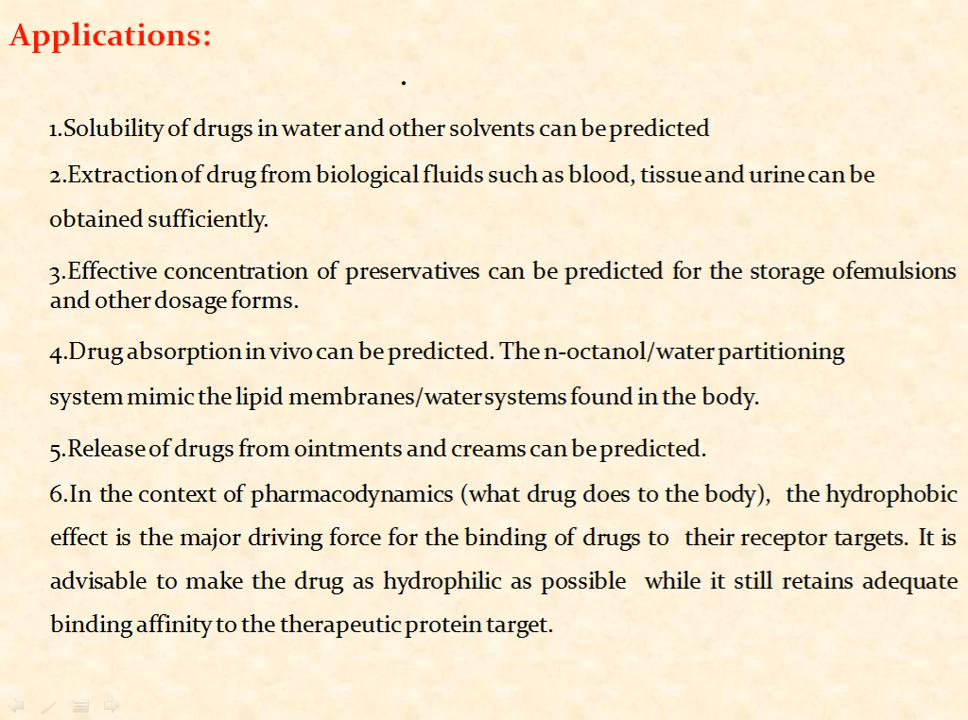 Applications:
.
1.Solubility of drugs in water and other solvents can be predicted
2.Extraction of drug from biological fluids such as blood, tissue and urine can be
obtained sufficiently.
3.Effective concentration of preservatives can be predicted for the storage ofemulsions
and other dosage forms.
4.Drug absorption in vivo can be predicted. The n-octanol/water partitioning
system mimic the lipid membranes/water systems found in the body.
5.Release of drugs from ointments and creams can be predicted.
6.In the context of pharmacodynamics (what drug does to the body), the hydrophobic
effect is the major driving force for the binding of drugs to their receptor targets. It is
advisable to make the drug as hydrophilic as possible while it still retains adequate
binding affinity to the therapeutic protein target.